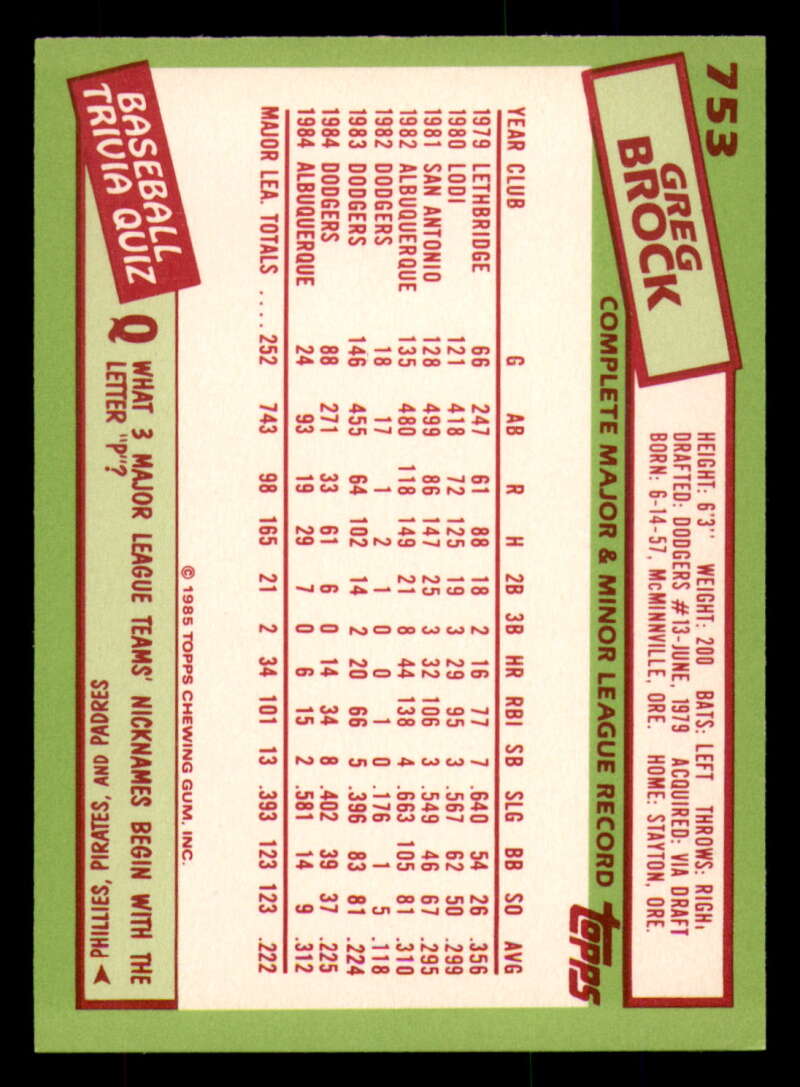 753
GREG
BROCK
HEIGHT: 6'3" WEIGHT: 200 BATS: LEFT THROWS: RIGH
DRAFTED: DODGERS #13-JUNE, 1979 ACQUIRED: VIA DRAFT
BORN: 6-14-57, McMINNVILLE, ORE. HOME: STAYTON, ORE.
COMPLETE MAJOR & MINOR LEAGUE RECORD topps
YEAR CLUB G AB R H 2B 3B HR RBI SB SLG BB SO AVG
1979 LETHBRIDGE 66 247 61 88 18 2 16 77 7 .640 54 26 .356
1980 LODI 121 418 72 125 19 3 29 95 3 .567 62 50 .299
1981 SAN ANTONIO 128 499 86 147 25 3 32 106 3 .549 46 67 .295
1982 ALBUQUERQUE 135 480 118 149 21 8 44 138 4 .663 105 81 .310
1982 DODGERS 18 17 1 2 1 0 0 1 0 .176 1 5 .118
1983 DODGERS 146 455 64 102 14 2 20 66 5 .396 83 81 .224
1984 DODGERS 88 271 33 61 6 0 14 34 8 .402 39 37 .225
1984 ALBUQUERQUE 24 93 19 29 7 0 6 15 2 .581 14 9 .312
MAJOR LEA. TOTALS .... 252 743 98 165 21 2 34 101 13 .393 123 123 .222
© 1985 TOPPS CHEWING GUM, INC.
BASEBALL
TRIVIA QUIZ
Q WHAT 3 MAJOR LEAGUE TEAMS' NICKNAMES BEGIN WITH THE
LETTER "P"?
PHILLIES, PIRATES, AND PADRES